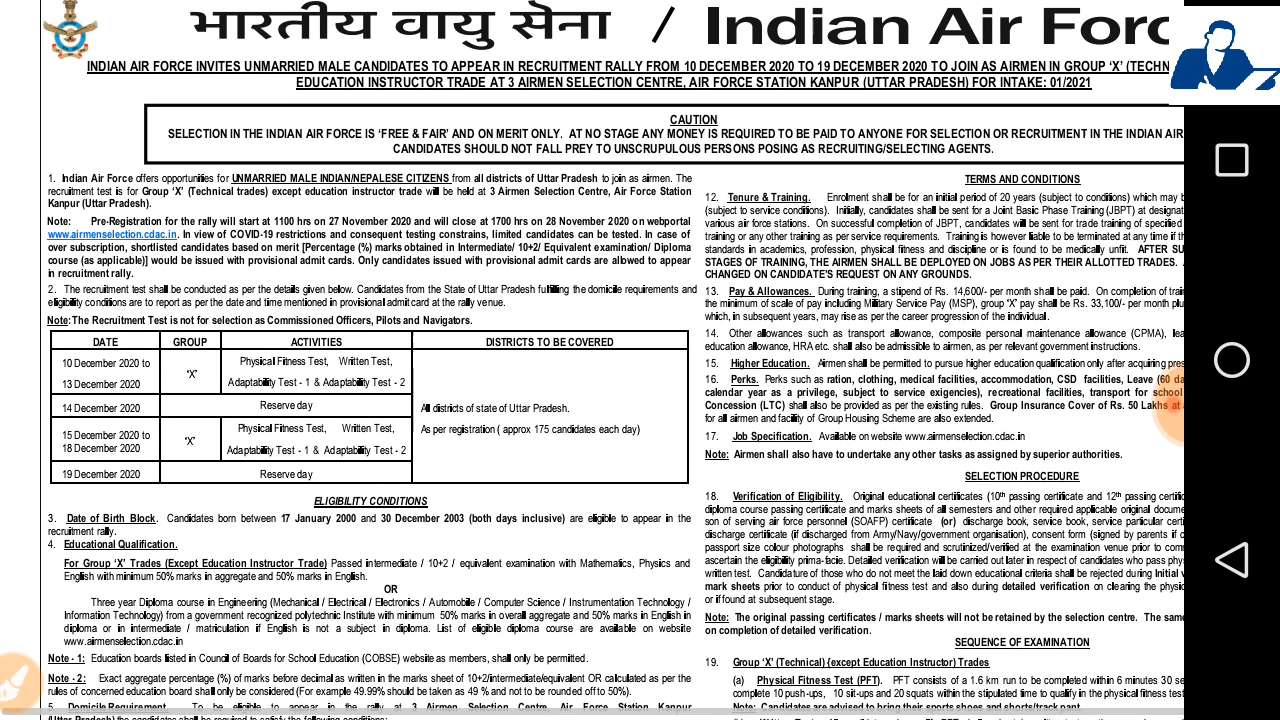 भारतीय वायु सेना / Indian Air Forc
INDIAN AIR FORCE INVITES UNMARRIED MALE CANDIDATES TO APPEAR IN RECRUITMENT RALLY FROM 10 DECEMBER 2020 TO 19 DECEMBER 2020 TO JOIN AS AIRMEN IN GROUP ‘X’ (TECHN
EDUCATION INSTRUCTOR TRADE AT 3 AIRMEN SELECTION CENTRE, AIR FORCE STATION KANPUR (UTTAR PRADESH) FOR INTAKE: 01/2021
CAUTION
SELECTION IN THE INDIAN AIR FORCE IS ‘FREE & FAIR’ AND ON MERIT ONLY. AT NO STAGE ANY MONEY IS REQUIRED TO BE PAID TO ANYONE FOR SELECTION OR RECRUITMENT IN THE INDIAN AIR
CANDIDATES SHOULD NOT FALL PREY TO UNSCRUPULOUS PERSONS POSING AS RECRUITING/SELECTING AGENTS.
1. Indian Air Force offers opportunities for UNMARRIED MALE INDIAN/NEPALESE CITIZENS from all districts of Uttar Pradesh to join as airmen. The
recruitment test is for Group ‘X’ (Technical trades) except education instructor trade will be held at 3 Airmen Selection Centre, Air Force Station
Kanpur (Uttar Pradesh).
Note: Pre-Registration for the rally will start at 1100 hrs on 27 November 2020 and will close at 1700 hrs on 28 November 2020 on webportal
www.airmenselection.cdac.in. In view of COVID-19 restrictions and consequent testing constrains, limited candidates can be tested. In case of
over subscription, shortlisted candidates based on merit [Percentage (%) marks obtained in Intermediate/ 10+2/ Equivalent examination/ Diploma
course (as applicable)] would be issued with provisional admit cards. Only candidates issued with provisional admit cards are allowed to appear
in recruitment rally.
2. The recruitment test shall be conducted as per the details given below. Candidates from the State of Uttar Pradesh fulfilling the domicile requirements and
eligibility conditions are to report as per the date and time mentioned in provisional admit card at the rally venue.
Note: The Recruitment Test is not for selection as Commissioned Officers, Pilots and Navigators.
DATE GROUP ACTIVITIES DISTRICTS TO BE COVERED
10 December 2020 to
13 December 2020
‘X’
Physical Fitness Test, Written Test,
Adaptability Test - 1 & Adaptability Test - 2
14 December 2020 Reserve day
15 December 2020 to
18 December 2020
‘X’
Physical Fitness Test, Written Test,
Adaptability Test - 1 & Adaptability Test - 2
19 December 2020 Reserve day
All districts of state of Uttar Pradesh.
As per registration ( approx 175 candidates each day)
ELIGIBILITY CONDITIONS
3. Date of Birth Block. Candidates born between 17 January 2000 and 30 December 2003 (both days inclusive) are eligible to appear in the
recruitment rally.
4. Educational Qualification.
For Group ‘X’ Trades (Except Education Instructor Trade) Passed intermediate / 10+2 / equivalent examination with Mathematics, Physics and
English with minimum 50% marks in aggregate and 50% marks in English.
OR
Three year Diploma course in Engineering (Mechanical / Electrical / Electronics / Automobile / Computer Science / Instrumentation Technology /
Information Technology) from a government recognized polytechnic Institute with minimum 50% marks in overall aggregate and 50% marks in English in
diploma or in intermediate / matriculation if English is not a subject in diploma. List of eligible diploma course are available on website
www.airmenselection.cdac.in
Note - 1: Education boards listed in Council of Boards for School Education (COBSE) website as members, shall only be permitted.
Note - 2: Exact aggregate percentage (%) of marks before decimal as written in the marks sheet of 10+2/intermediate/equivalent OR calculated as per the
rules of concerned education board shall only be considered (For example 49.99% should be taken as 49 % and not to be rounded off to 50%).
5. Domicile Requirement. To be eligible to appear in the rally at 3 Airmen Selection Centre, Air Force Station Kanpur
(Uttar Pradesh) the candidates shall be required to satisfy the following conditions:
TERMS AND CONDITIONS
12. Tenure & Training. Enrolment shall be for an initial period of 20 years (subject to conditions) which may b
(subject to service conditions). Initially, candidates shall be sent for a Joint Basic Phase Training (JBPT) at designat
various air force stations. On successful completion of JBPT, candidates will be sent for trade training of specified
training or any other training as per service requirements. Training is however liable to be terminated at any time if th
standards in academics, profession, physical fitness and discipline or is found to be medically unfit. AFTER SU
STAGES OF TRAINING, THE AIRMEN SHALL BE DEPLOYED ON JOBS AS PER THEIR ALLOTTED TRADES.
CHANGED ON CANDIDATE'S REQUEST ON ANY GROUNDS.
13. Pay & Allowances. During training, a stipend of Rs. 14,600/- per month shall be paid. On completion of train
the minimum of scale of pay including Military Service Pay (MSP), group ‘X’ pay shall be Rs. 33,100/- per month plu
which, in subsequent years, may rise as per the career progression of the individual.
14. Other allowances such as transport allowance, composite personal maintenance allowance (CPMA), lea
education allowance, HRA etc. shall also be admissible to airmen, as per relevant government instructions.
15. Higher Education. Airmen shall be permitted to pursue higher education qualification only after acquiring pres
16. Perks. Perks such as ration, clothing, medical facilities, accommodation, CSD facilities, Leave (60 da
calendar year as a privilege, subject to service exigencies), recreational facilities, transport for school
Concession (LTC) shall also be provided as per the existing rules. Group Insurance Cover of Rs. 50 Lakhs at
for all airmen and facility of Group Housing Scheme are also extended.
17. Job Specification. Available on website www.airmenselection.cdac.in
Note: Airmen shall also have to undertake any other tasks as assigned by superior authorities.
SELECTION PROCEDURE
18. Verification of Eligibility. Original educational certificates (10th passing certificate and 12th passing certific
diploma course passing certificate and marks sheets of all semesters and other required applicable original docume
son of serving air force personnel (SOAFP) certificate (or) discharge book, service book, service particular certi
discharge certificate (if discharged from Army/Navy/government organisation), consent form (signed by parents if c
passport size colour photographs shall be required and scrutinized/verified at the examination venue prior to com
ascertain the eligibility prima-facie. Detailed verification will be carried out later in respect of candidates who pass phys
written test. Candidature of those who do not meet the laid down educational criteria shall be rejected during Initial v
mark sheets prior to conduct of physical fitness test and also during detailed verification on clearing the physic
or if found at subsequent stage.
Note: The original passing certificates / marks sheets will not be retained by the selection centre. The same
on completion of detailed verification.
SEQUENCE OF EXAMINATION
19. Group ‘X’ (Technical) {except Education Instructor) Trades
(a) Physical Fitness Test (PFT). PFT consists of a 1.6 km run to be completed within 6 minutes 30 se
complete 10 push-ups, 10 sit-ups and 20 squats within the stipulated time to qualify in the physical fitness test
Note: Candidates are advised to bring their sports shoes and shorts/track pant.